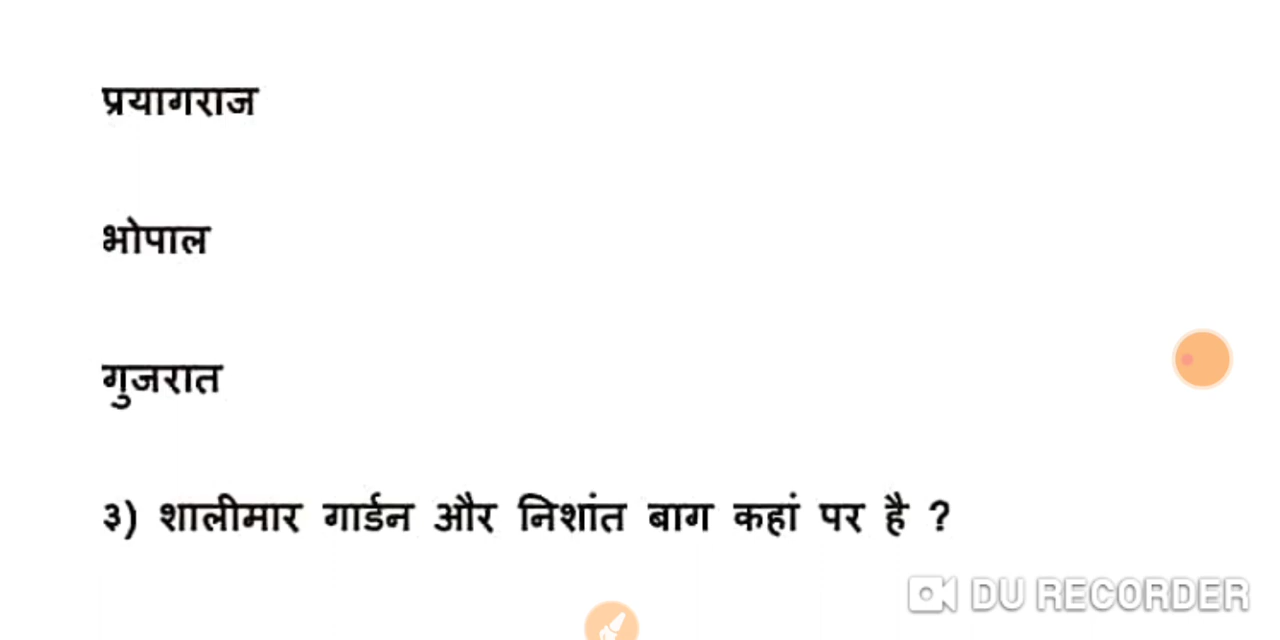 प्रयागराज
भोपाल
गुजरात
३) शालीमार गार्डन और निशांत बाग कहां पर है ?
DU RECORDER